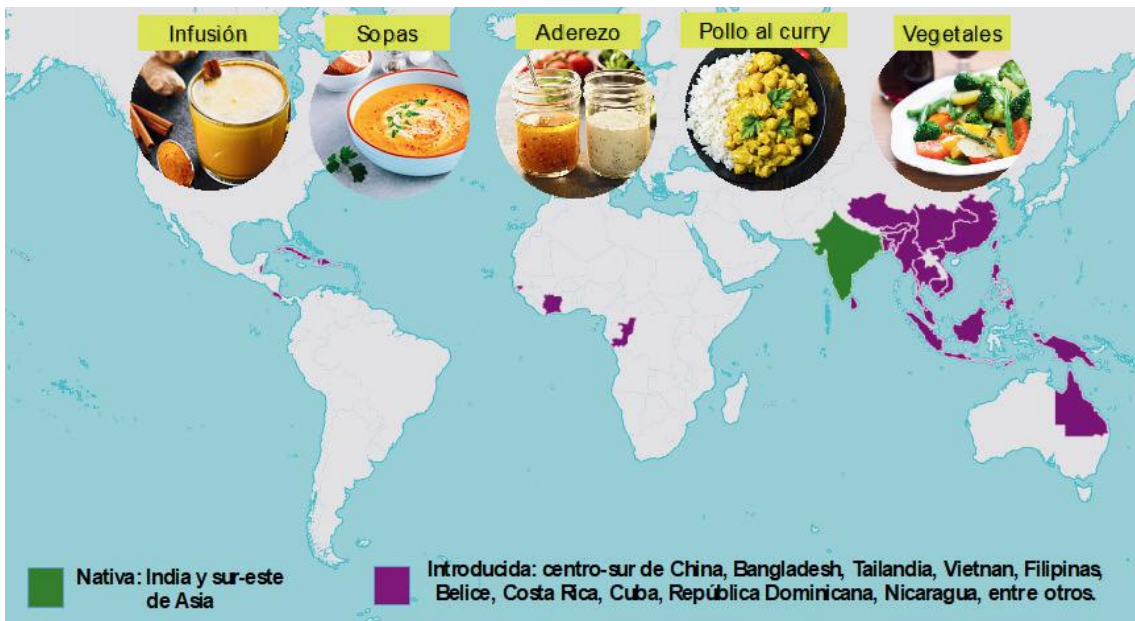 Infusión
Sopas
Aderezo
Pollo al curry
Vegetales
Nativa: India y sur-este
de Asia
Introducida: centro-sur de China, Bangladesh, Tailandia, Vietnan, Filipinas,
Belice, Costa Rica, Cuba, República Dominicana, Nicaragua, entre otros.